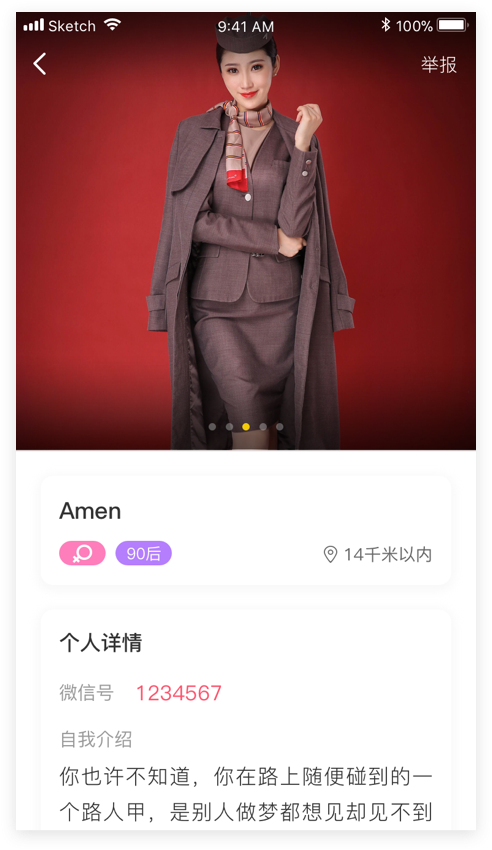 Sketch 9:41 AM 100%
举报
Amen
90后 14千米以内
个人详情
微信号 1234567
自我介绍
你也许不知道，你在路上随便碰到的一
个路人甲，是别人做梦都想见却见不到